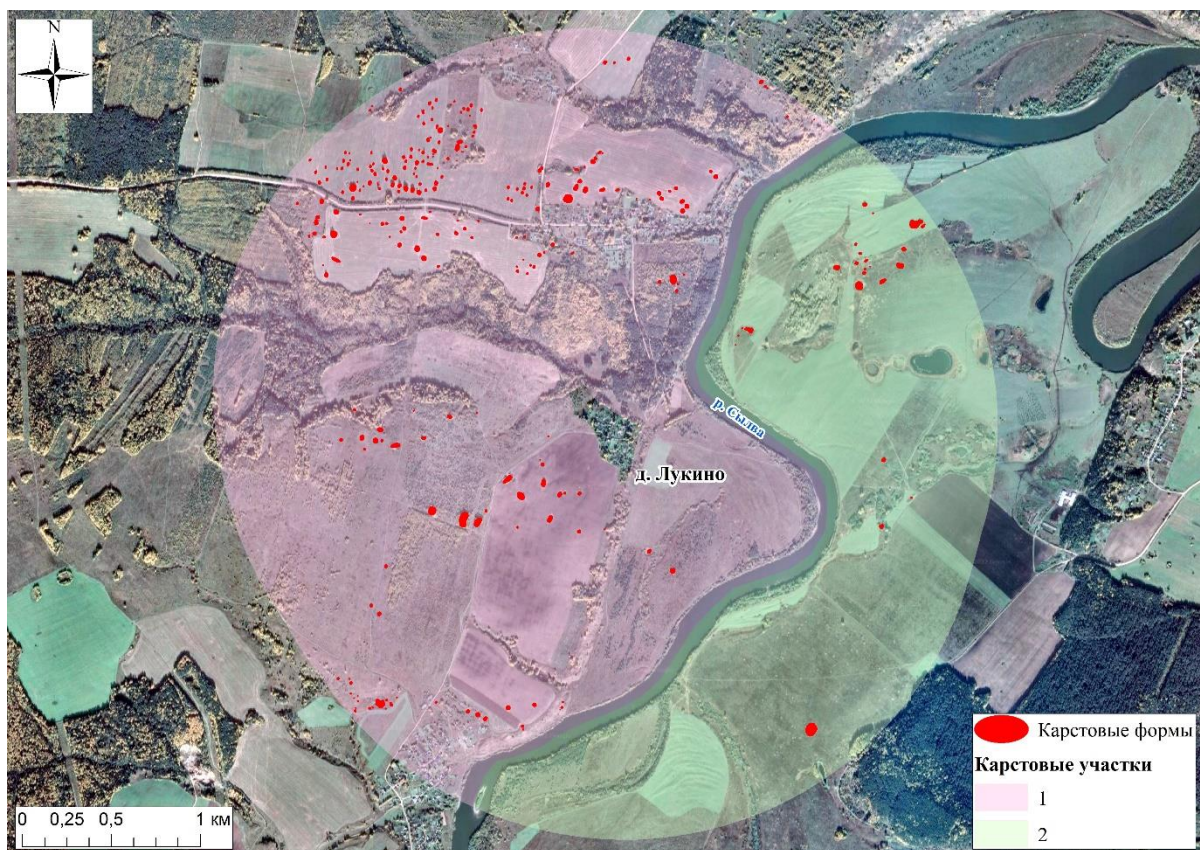 N
р. Сылва
д. Лукино
Карстовые формы
Карстовые участки
1
2
0 0,25 0,5 1 км